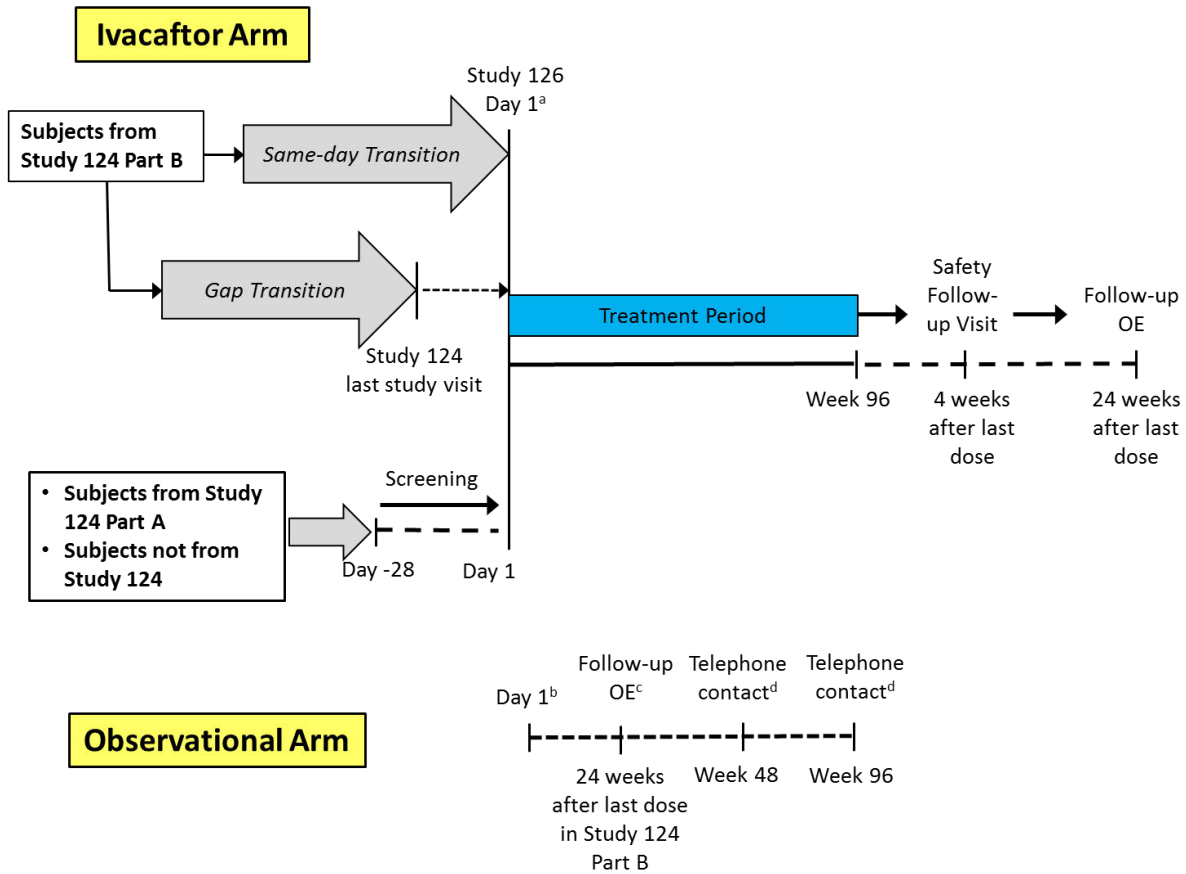 Ivacaftor Arm
Study 126
Day 1ᵃ
Subjects from
Study 124 Part B
Same-day Transition
Gap Transition
Study 124
last study visit
Treatment Period
Safety
Follow-
up Visit
Follow-up
OE
Week 96
4 weeks
after last
dose
24 weeks
after last
dose
• Subjects from Study
124 Part A
• Subjects not from
Study 124
Screening
Day -28
Day 1
Observational Arm
Day 1ᵇ
Follow-up
OEᶜ
Telephone
contactᵈ
Telephone
contactᵈ
24 weeks
after last dose
in Study 124
Part B
Week 48
Week 96